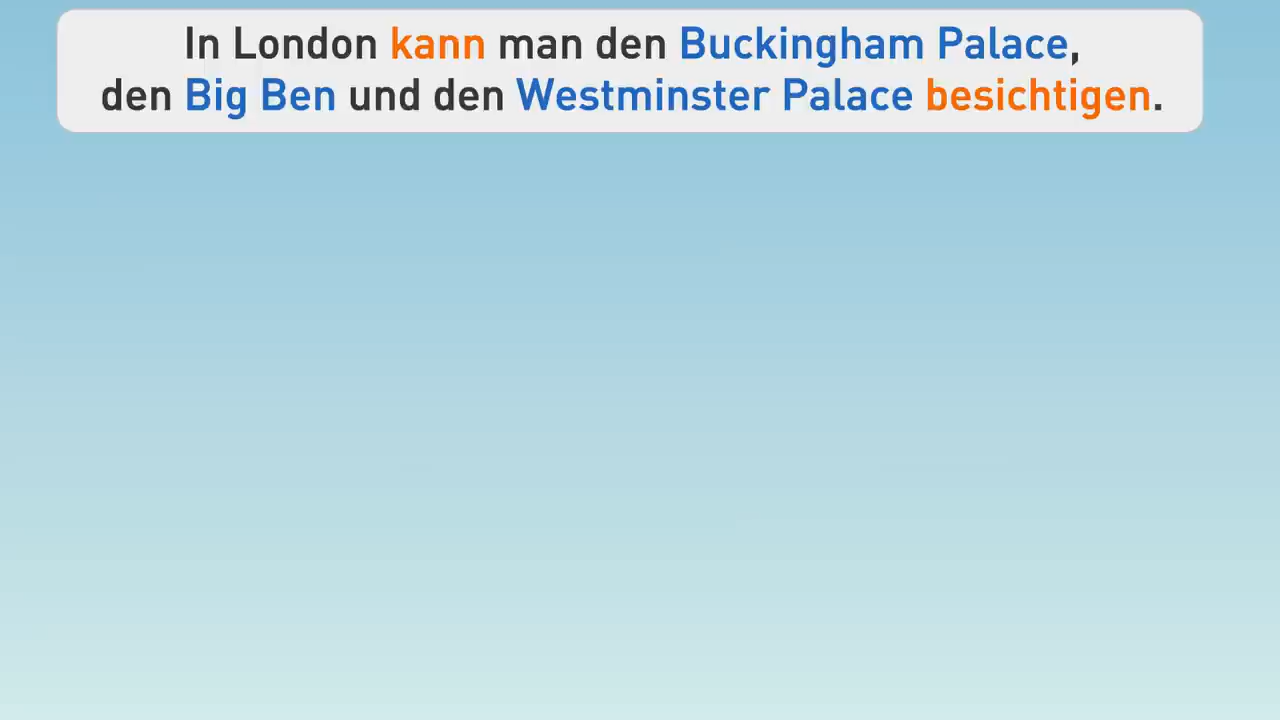 In London kann man den Buckingham Palace,
den Big Ben und den Westminster Palace besichtigen.